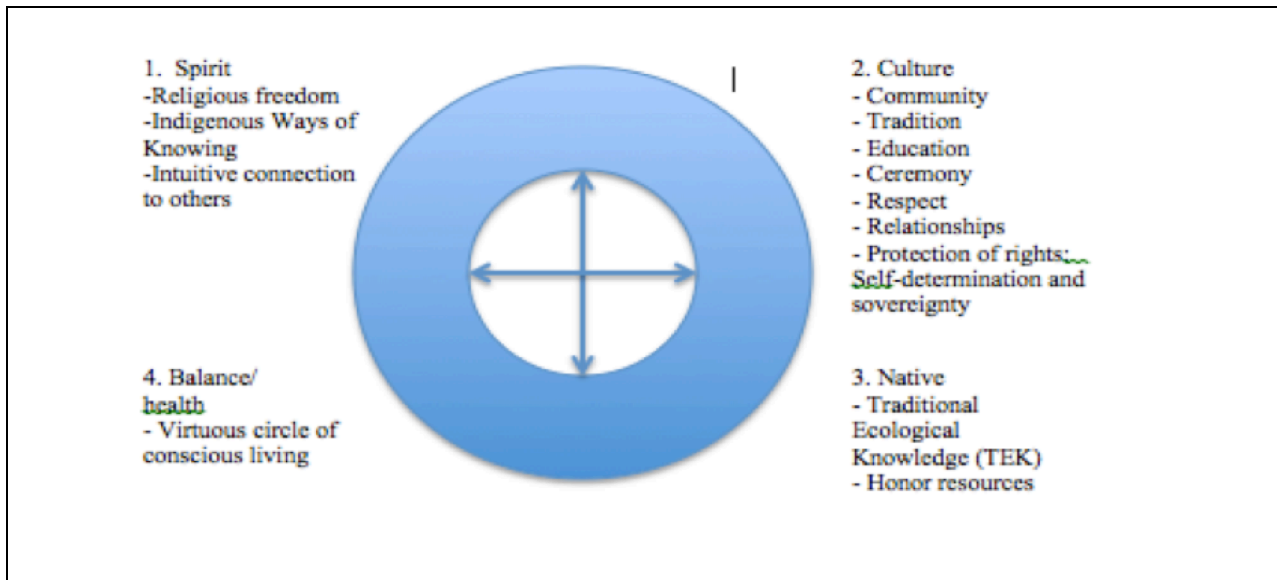 1. Spirit
-Religious freedom
-Indigenous Ways of
Knowing
-Intuitive connection
to others
2. Culture
- Community
- Tradition
- Education
- Ceremony
- Respect
- Relationships
- Protection of rights;
Self-determination and
sovereignty
4. Balance/
health
- Virtuous circle of
conscious living
3. Native
- Traditional
Ecological
Knowledge (TEK)
- Honor resources